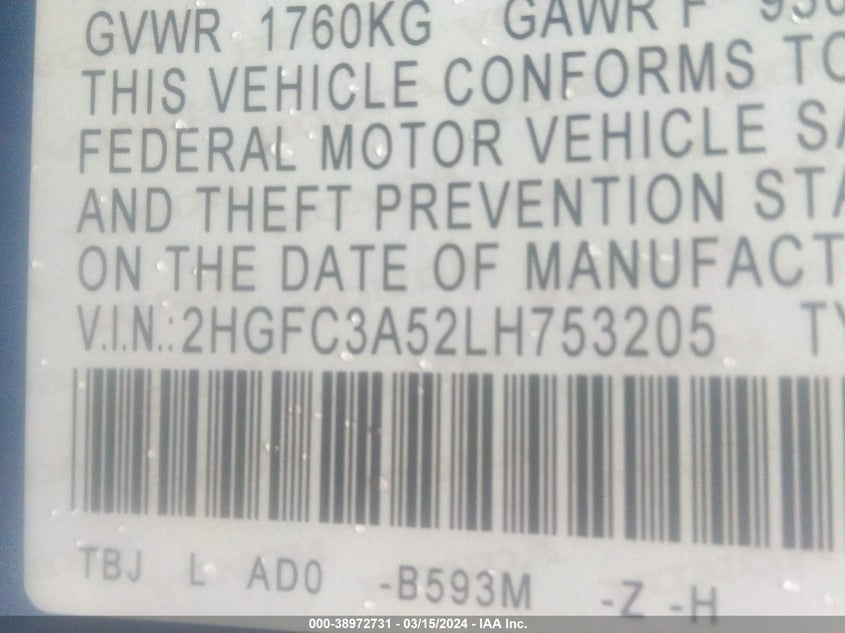 GVWR 1760KG GAWR F
THIS VEHICLE CONFORMS TO
FEDERAL MOTOR VEHICLE SA
AND THEFT PREVENTION STA
ON THE DATE OF MANUFACT
V.I.N.: 2HGFC3A52LH753205 TY
TBJ L AD0 -B593M -Z -H
000-38972731 - 03/15/2024 - IAA Inc.